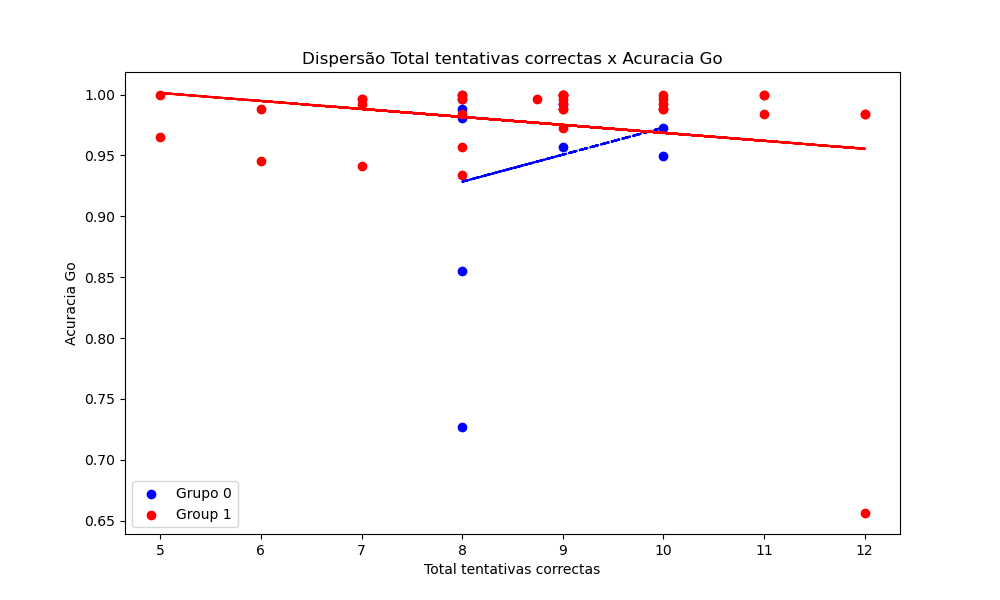 Dispersão Total tentativas correctas x Acuracia Go
Acuracia Go
1.00
0.95
0.90
0.85
0.80
0.75
0.70
0.65
Grupo 0
Group 1
5 6 7 8 9 10 11 12
Total tentativas correctas